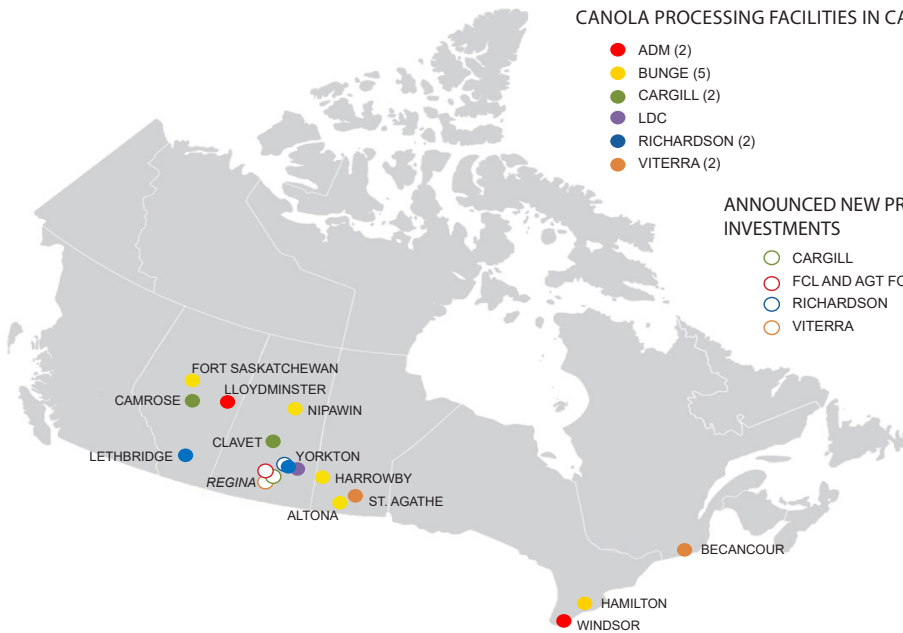 CANOLA PROCESSING FACILITIES IN CA
ADM (2)
BUNGE (5)
CARGILL (2)
LDC
RICHARDSON (2)
VITERRA (2)
ANNOUNCED NEW PR
INVESTMENTS
CARGILL
FCL AND AGT FO
RICHARDSON
VITERRA
FORT SASKATCHEWAN
LLOYDMINSTER
CAMROSE
NIPAWIN
CLAVET
LETHBRIDGE
YORKTON
REGINA
HARROWBY
ST. AGATHE
ALTONA
BECANCOUR
HAMILTON
WINDSOR